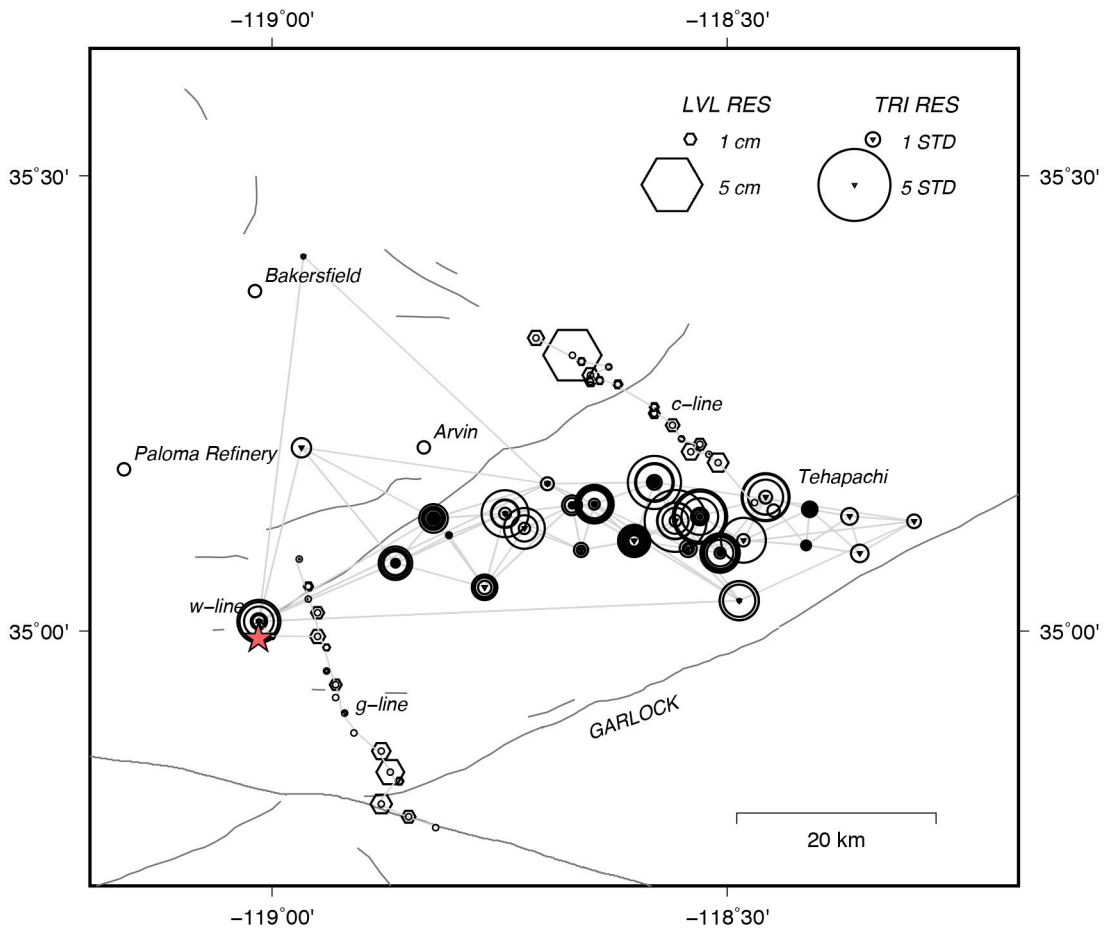 −119˚00'
−118˚30'
LVL RES
TRI RES
1 cm
1 STD
35˚30'
5 cm
5 STD
35˚30'
Bakersfield
c−line
Arvin
Paloma Refinery
Tehapachi
w−line
35˚00'
35˚00'
g−line
GARLOCK
20 km
−119˚00'
−118˚30'